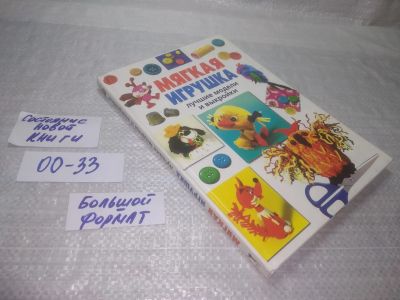 Состояние
новой
книги
00-33
Большой
формат
МЯГКАЯ
ИГРУШКА
лучшие модели
и выкройки